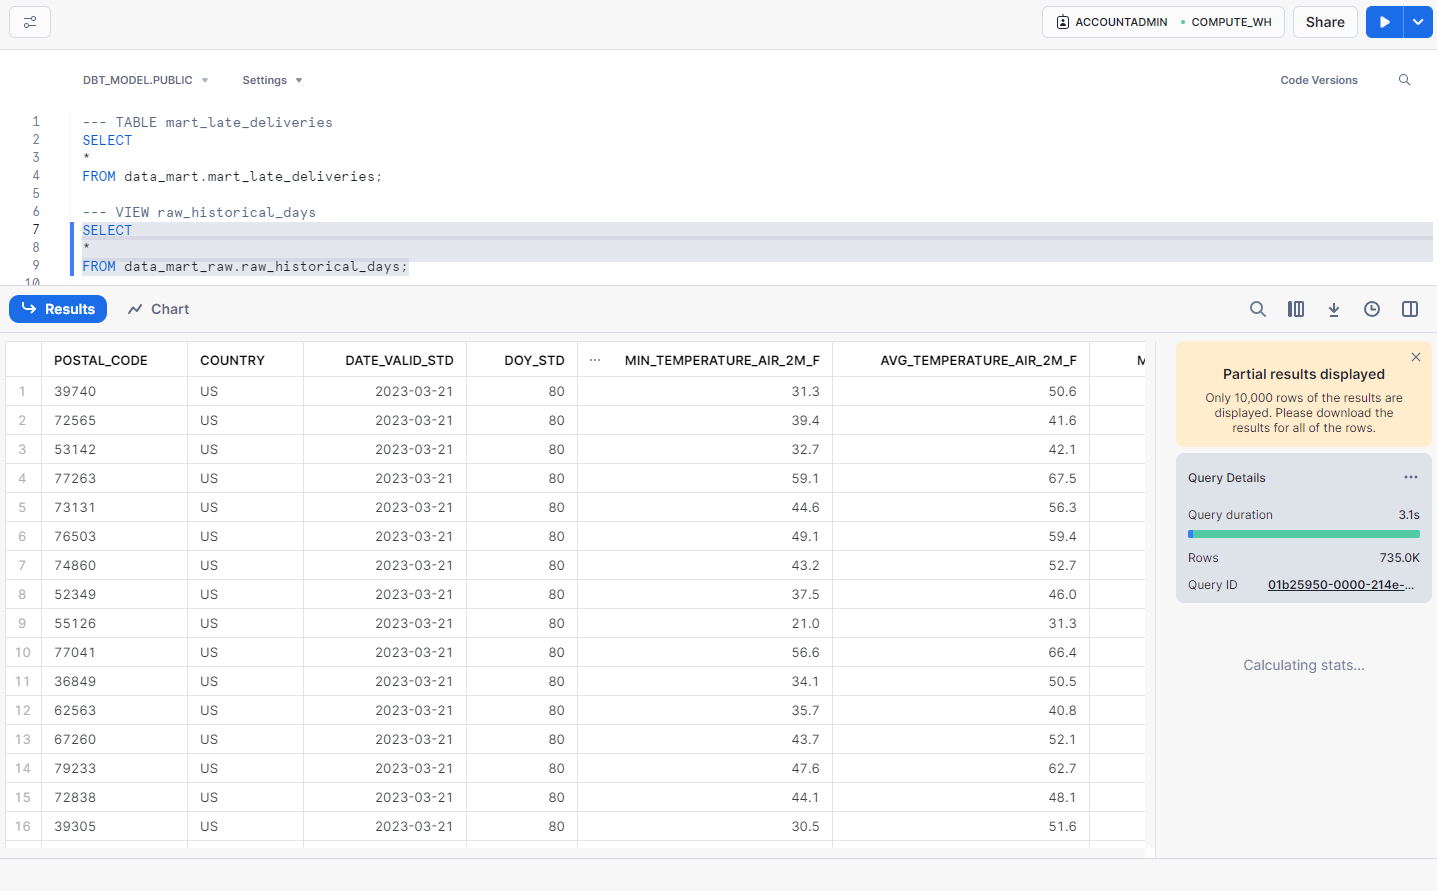 ACCOUNTADMIN COMPUTE_WH Share
DBT_MODEL.PUBLIC Settings Code Versions
1 --- TABLE mart_late_deliveries
2 SELECT
3 *
4 FROM data_mart.mart_late_deliveries;
5
6 --- VIEW raw_historical_days
7 SELECT
8 *
9 FROM data_mart_raw.raw_historical_days;
10
Results Chart
POSTAL_CODE COUNTRY DATE_VALID_STD DOY_STD ... MIN_TEMPERATURE_AIR_2M_F AVG_TEMPERATURE_AIR_2M_F M
1 39740 US 2023-03-21 80 31.3 50.6
2 72565 US 2023-03-21 80 39.4 41.6
3 53142 US 2023-03-21 80 32.7 42.1
4 77263 US 2023-03-21 80 59.1 67.5
5 73131 US 2023-03-21 80 44.6 56.3
6 76503 US 2023-03-21 80 49.1 59.4
7 74860 US 2023-03-21 80 43.2 52.7
8 52349 US 2023-03-21 80 37.5 46.0
9 55126 US 2023-03-21 80 21.0 31.3
10 77041 US 2023-03-21 80 56.6 66.4
11 36849 US 2023-03-21 80 34.1 50.5
12 62563 US 2023-03-21 80 35.7 40.8
13 67260 US 2023-03-21 80 43.7 52.1
14 79233 US 2023-03-21 80 47.6 62.7
15 72838 US 2023-03-21 80 44.1 48.1
16 39305 US 2023-03-21 80 30.5 51.6
Partial results displayed
Only 10,000 rows of the results are
displayed. Please download the
results for all of the rows.
Query Details ...
Query duration 3.1s
Rows 735.0K
Query ID 01b25950-0000-214e-...
Calculating stats...